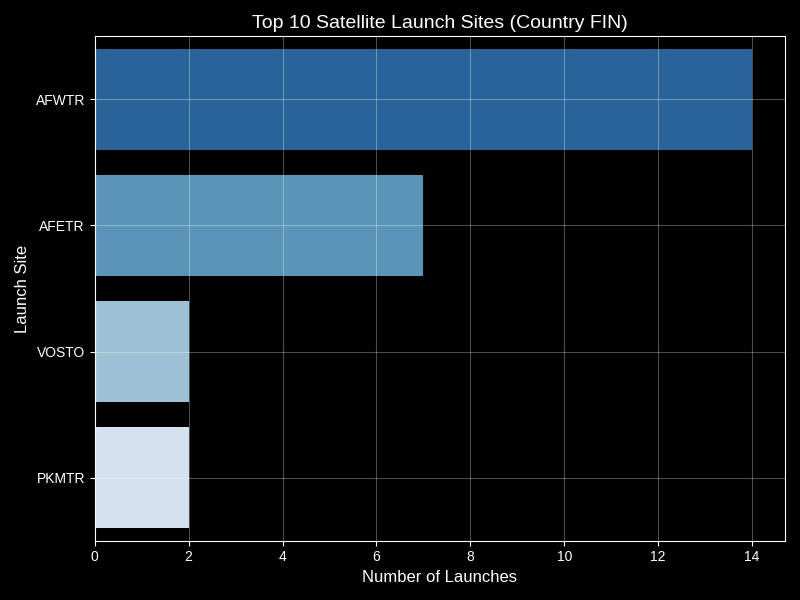 Top 10 Satellite Launch Sites (Country FIN)
Launch Site
AFWTR
AFETR
VOSTO
PKMTR
0 2 4 6 8 10 12 14
Number of Launches